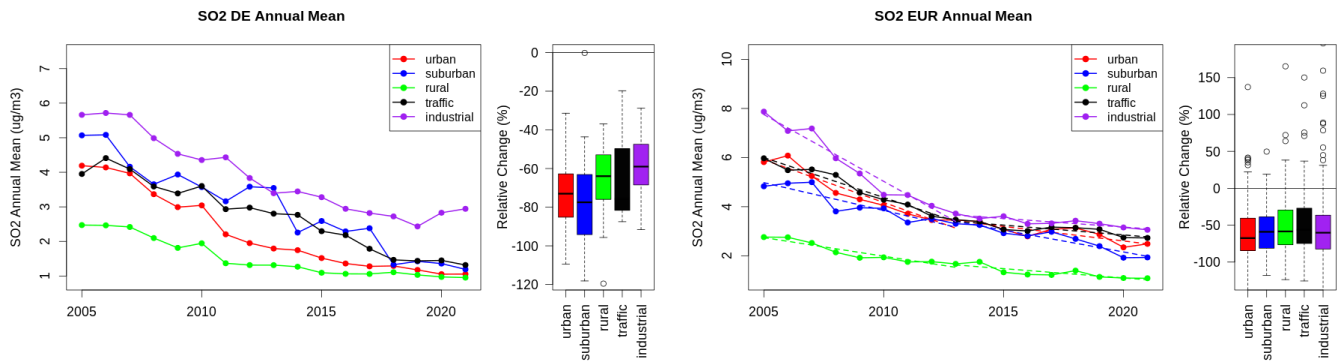 SO2 DE Annual Mean
SO2 Annual Mean (ug/m3)
7
6
5
4
3
2
1
2005
2010
2015
2020
urban
suburban
rural
traffic
industrial
Relative Change (%)
0
-20
-40
-60
-80
-100
-120
urban
suburban
rural
traffic
industrial
SO2 EUR Annual Mean
SO2 Annual Mean (ug/m3)
10
8
6
4
2
2005
2010
2015
2020
urban
suburban
rural
traffic
industrial
Relative Change (%)
150
100
50
0
-50
-100
urban
suburban
rural
traffic
industrial